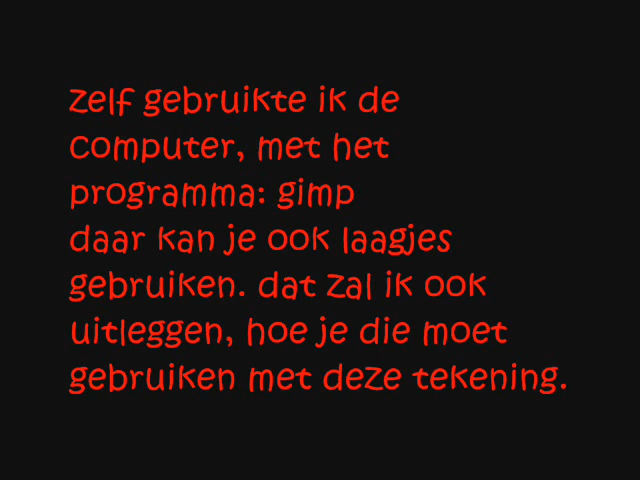 zelf gebruikte ik de
computer, met het
programma: gimp
daar kan je ook laagjes
gebruiken. dat zal ik ook
uitleggen, hoe je die moet
gebruiken met deze tekening.